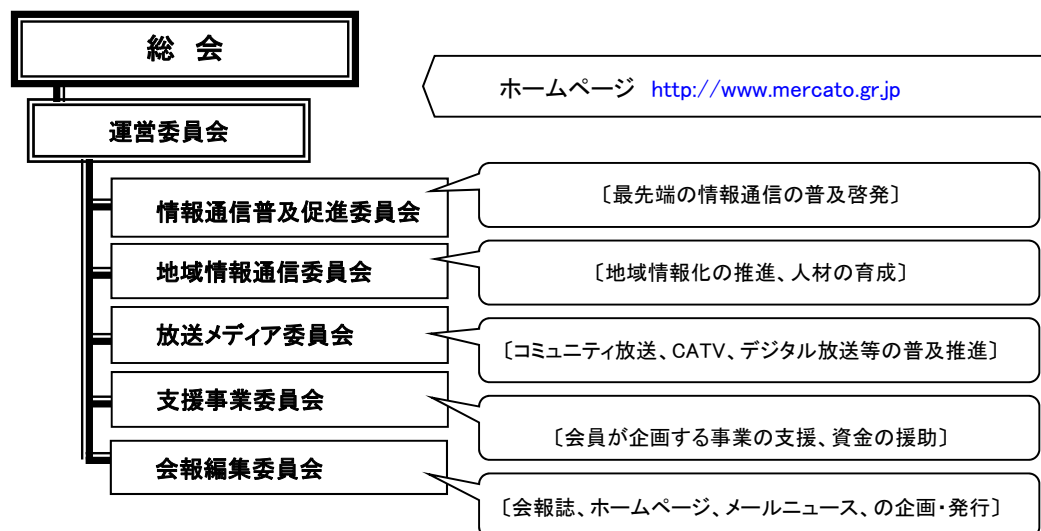 総 会
ホームページ http://www.mercato.gr.jp
運営委員会
情報通信普及促進委員会
〔最先端の情報通信の普及啓発〕
地域情報通信委員会
〔地域情報化の推進、人材の育成〕
放送メディア委員会
〔コミュニティ放送、CATV、デジタル放送等の普及推進〕
支援事業委員会
〔会員が企画する事業の支援、資金の援助〕
会報編集委員会
〔会報誌、ホームページ、メールニュース、の企画・発行〕